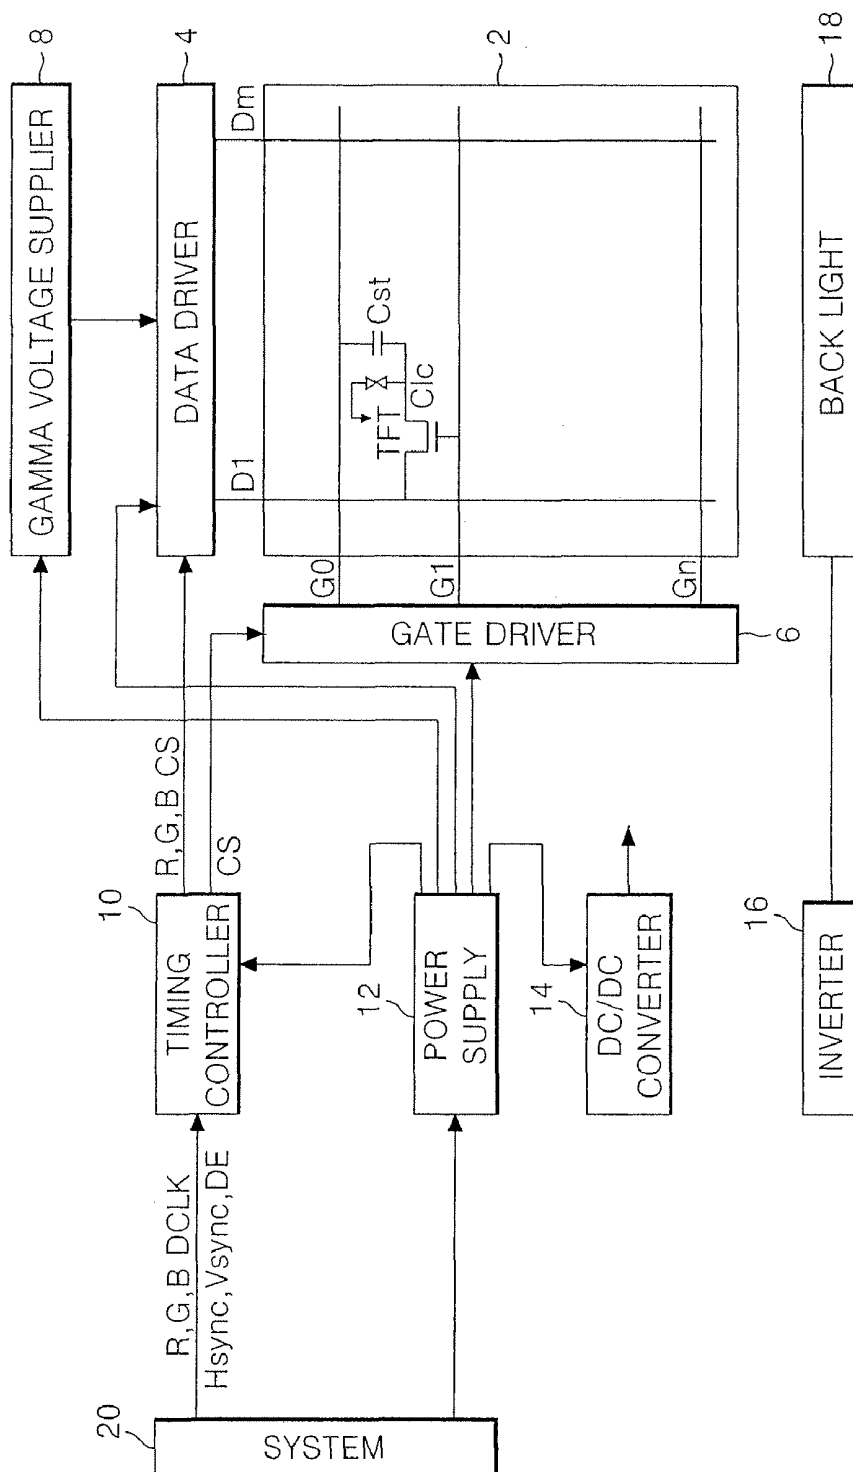 8
GAMMA VOLTAGE SUPPLIER
4
DATA DRIVER
2
D1
Dm
Cst
Clc
TFT
G0
G1
Gn
GATE DRIVER
6
18
BACK LIGHT
R,G,B CS
CS
10
TIMING
CONTROLLER
12
POWER
SUPPLY
14
DC/DC
CONVERTER
16
INVERTER
R,G,B DCLK
Hsync,Vsync,DE
20
SYSTEM